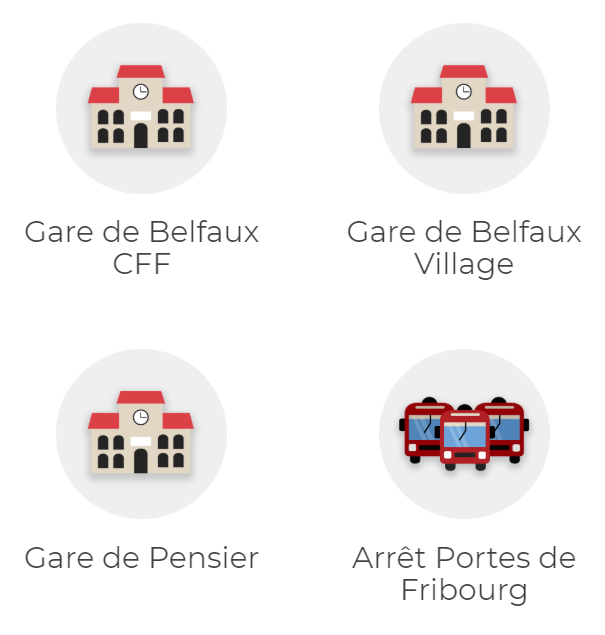 Gare de Belfaux
CFF
Gare de Belfaux
Village
Gare de Pensier
Arrêt Portes de
Fribourg